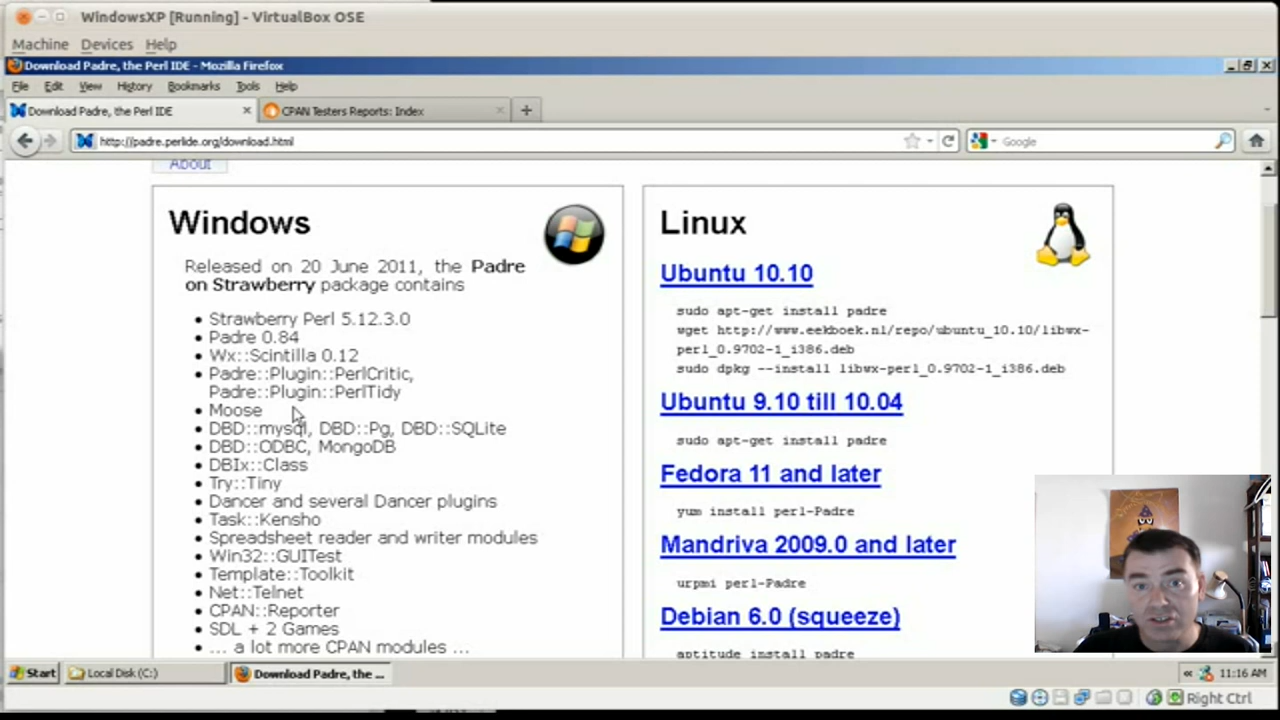 WindowsXP [Running] - VirtualBox OSE
Machine Devices Help
Download Padre, the Perl IDE - Mozilla Firefox
File Edit View History Bookmarks Tools Help
Download Padre, the Perl IDE
CPAN Testers Reports: Index
http://padre.perlide.org/download.html
Google
About
Windows
Released on 20 June 2011, the Padre
on Strawberry package contains
• Strawberry Perl 5.12.3.0
• Padre 0.84
• Wx::Scintilla 0.12
• Padre::Plugin::PerlCritic,
Padre::Plugin::PerlTidy
• Moose
• DBD::mysql, DBD::Pg, DBD::SQLite
• DBD::ODBC, MongoDB
• DBIx::Class
• Try::Tiny
• Dancer and several Dancer plugins
• Task::Kensho
• Spreadsheet reader and writer modules
• Win32::GUITest
• Template::Toolkit
• Net::Telnet
• CPAN::Reporter
• SDL + 2 Games
• ... a lot more CPAN modules ...
Linux
Ubuntu 10.10
sudo apt-get install padre
wget http://www.eekboek.nl/repo/ubuntu_10.10/libwx-
perl_0.9702-1_i386.deb
sudo dpkg --install libwx-perl_0.9702-1_i386.deb
Ubuntu 9.10 till 10.04
sudo apt-get install padre
Fedora 11 and later
yum install perl-Padre
Mandriva 2009.0 and later
urpmi perl-Padre
Debian 6.0 (squeeze)
aptitude install padre
Start
Local Disk (C:)
Download Padre, the ...
« 11:16 AM
Right Ctrl